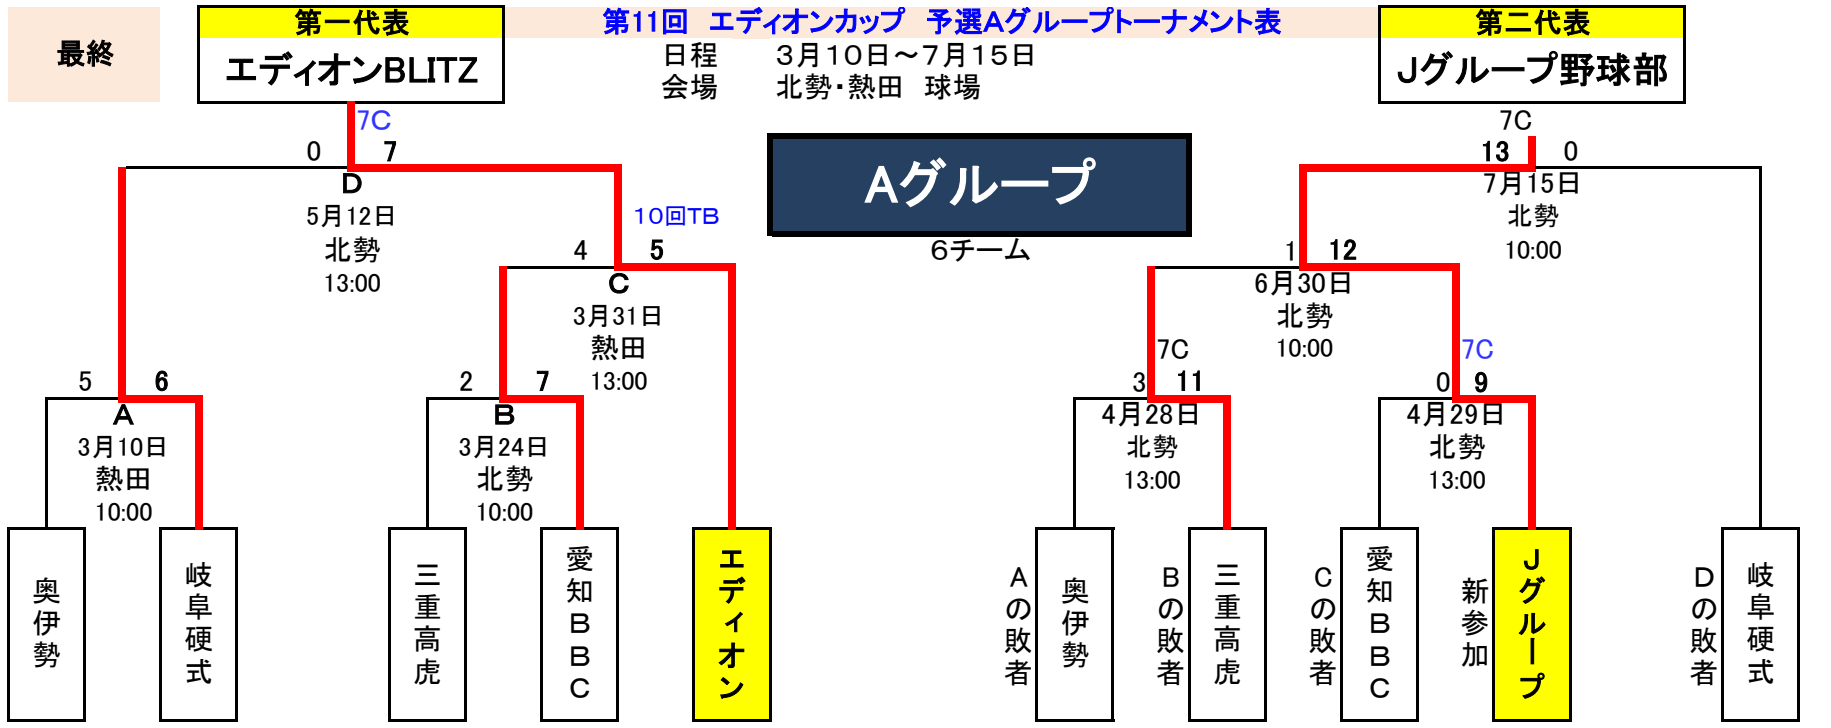 最終
第一代表
エディオンBLITZ
第11回 エディオンカップ 予選Aグループトーナメント表
日程 3月10日～7月15日
会場 北勢・熱田 球場
第二代表
Jグループ野球部
Aグループ
6チーム
7C
0 7
D
5月12日
北勢
13:00
10回TB
4 5
C
3月31日
熱田
13:00
5 6
A
3月10日
熱田
10:00
2 7
B
3月24日
北勢
10:00
奥伊勢
岐阜硬式
三重高虎
愛知BBC
エディオン
7C
13 0
7月15日
北勢
10:00
1 12
6月30日
北勢
10:00
7C
3 11
4月28日
北勢
13:00
7C
0 9
4月29日
北勢
13:00
Aの敗者
奥伊勢
Bの敗者
三重高虎
Cの敗者
愛知BBC
新参加
Jグループ
Dの敗者
岐阜硬式